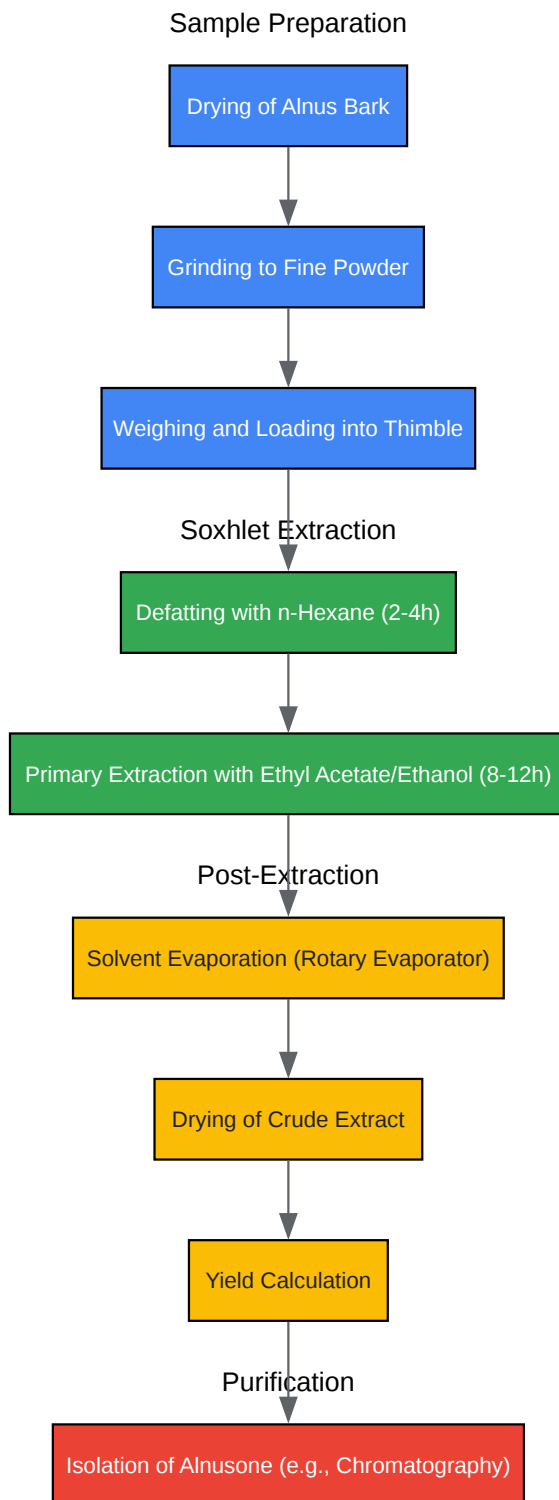 Sample Preparation
Drying of Alnus Bark
Grinding to Fine Powder
Weighing and Loading into Thimble
Soxhlet Extraction
Defatting with n-Hexane (2-4h)
Primary Extraction with Ethyl Acetate/Ethanol (8-12h)
Post-Extraction
Solvent Evaporation (Rotary Evaporator)
Drying of Crude Extract
Yield Calculation
Purification
Isolation of Alnusone (e.g., Chromatography)